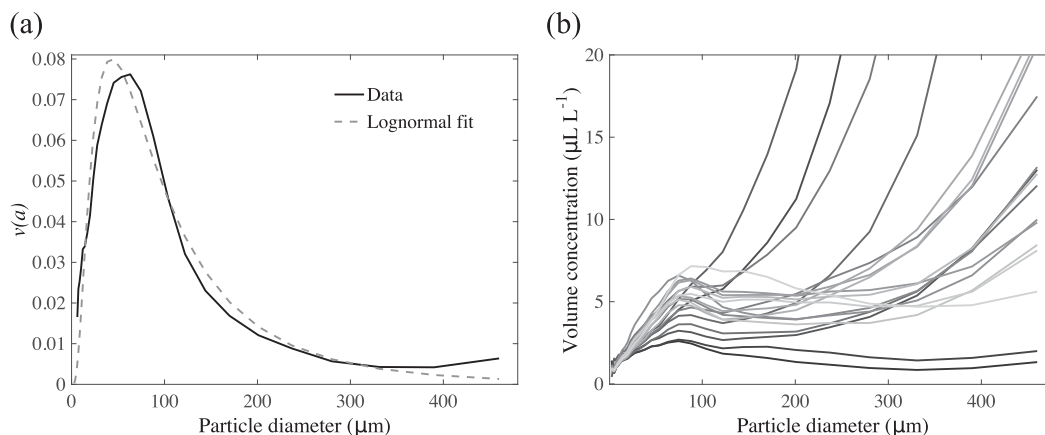 (a)
v(a)
0.08
0.07
0.06
0.05
0.04
0.03
0.02
0.01
0
0 100 200 300 400
Particle diameter (μm)
Data
Lognormal fit
(b)
Volume concentration (μL L⁻¹)
20
15
10
5
0
100 200 300 400
Particle diameter (μm)